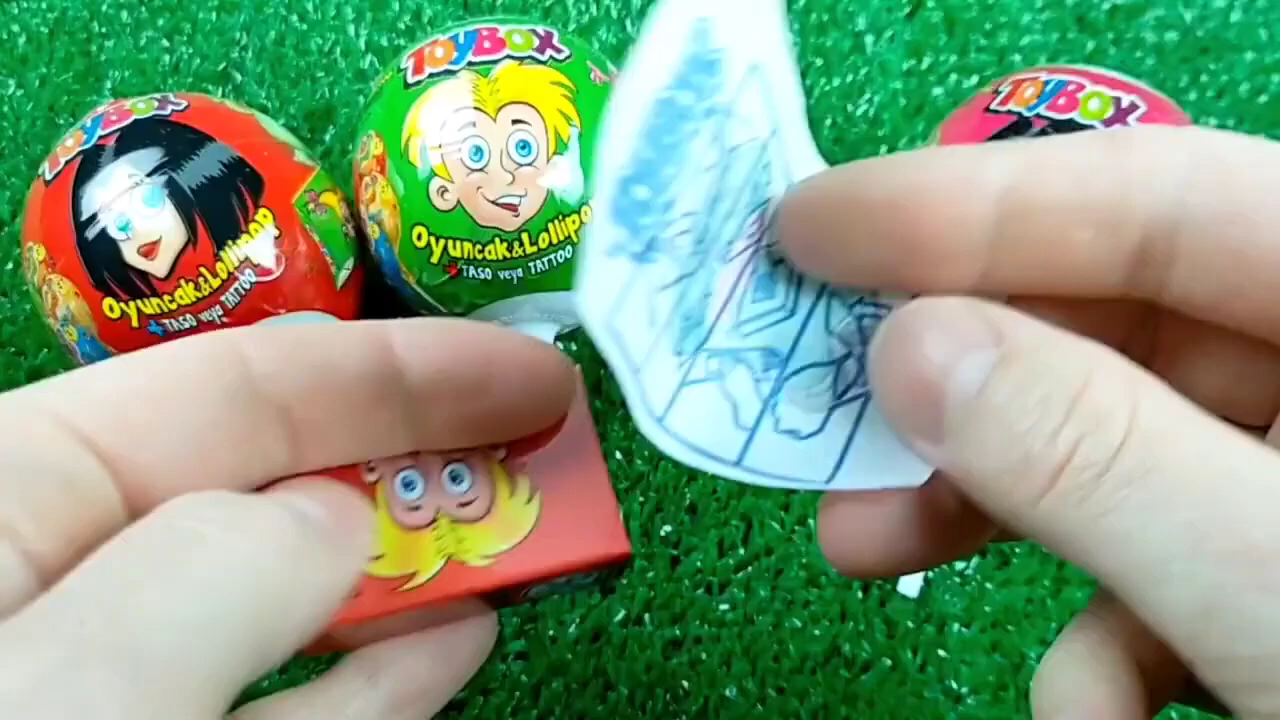 TOYBOX
Oyuncak&Lollipop
+ TASO veya TATTOO
TOYBOX
Oyuncak&Lollipo
+ TASO veya TATTOO
TOYBOX